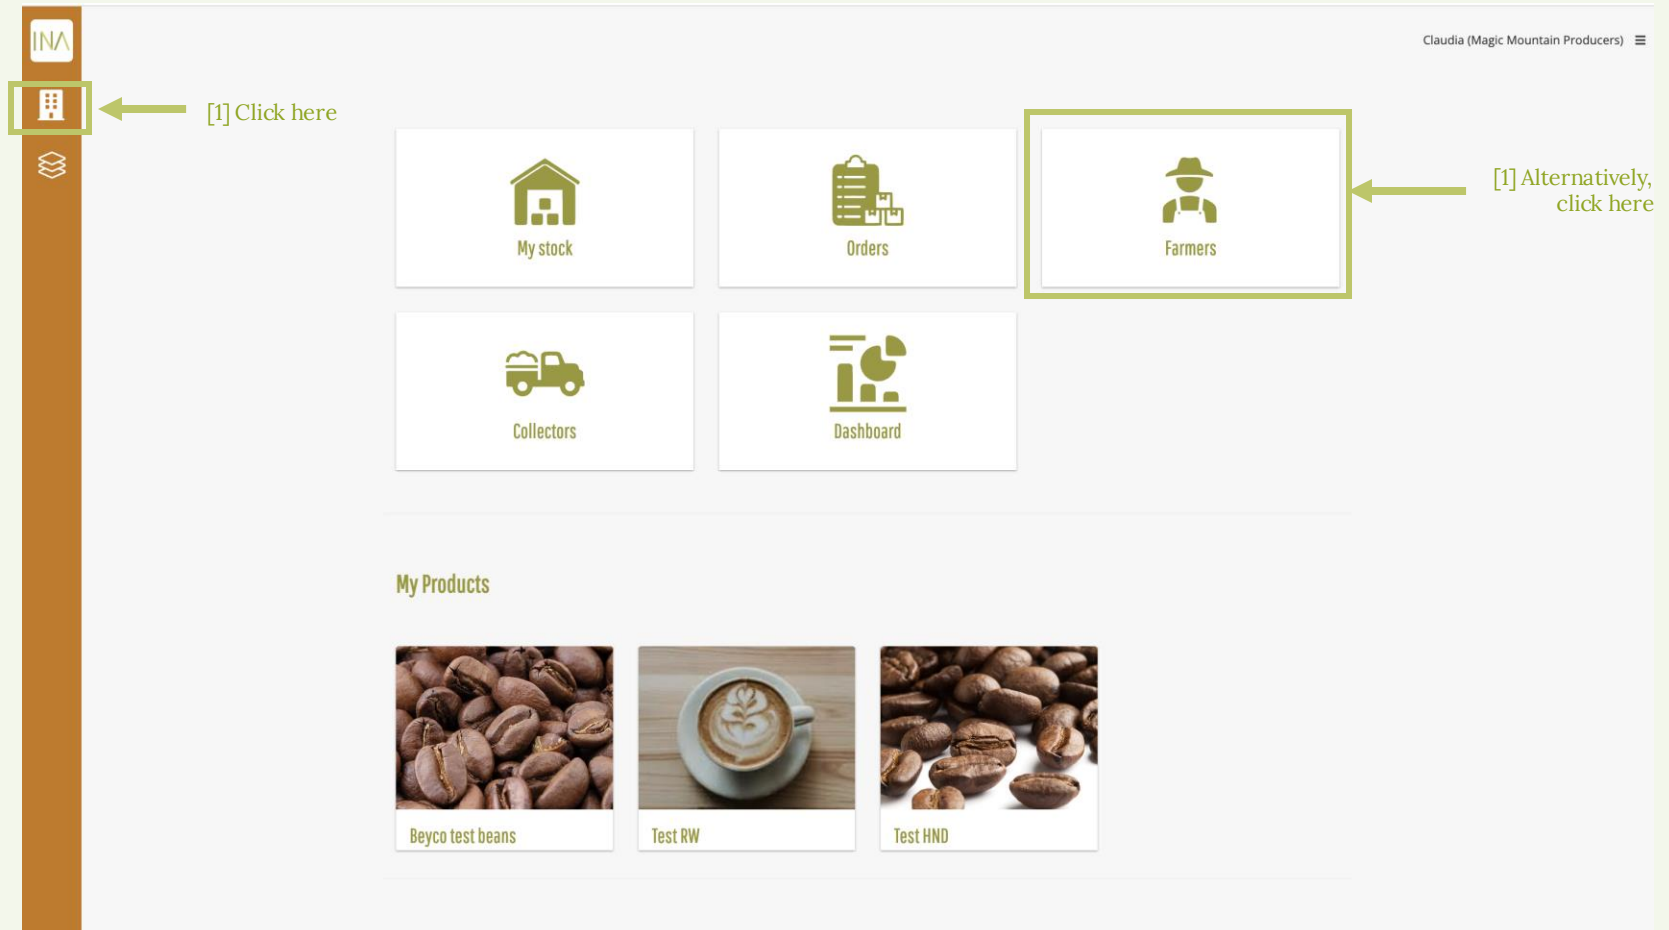 INA
Claudia (Magic Mountain Producers)
[1] Click here
[1] Alternatively,
click here
My stock
Orders
Farmers
Collectors
Dashboard
My Products
Beyco test beans
Test RW
Test HND